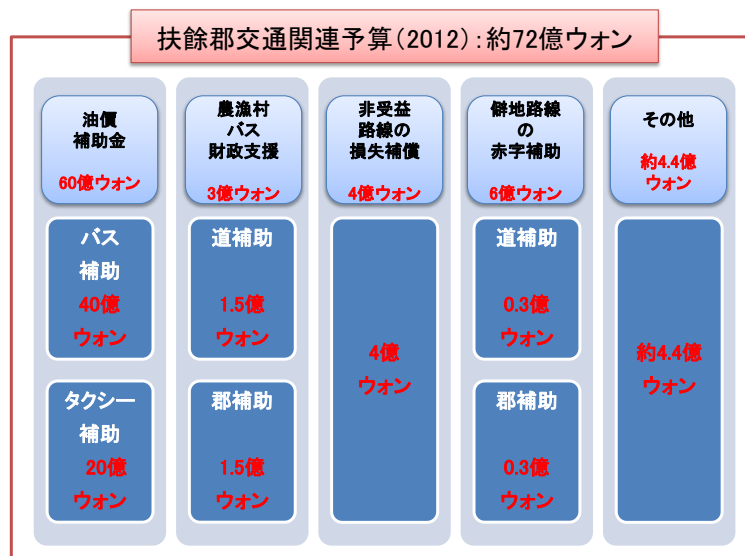 扶餘郡交通関連予算(2012):約72億ウォン
油價
補助金
60億ウォン
バス
補助
40億
ウォン
タクシー
補助
20億
ウォン
農漁村
バス
財政支援
3億ウォン
道補助
1.5億
ウォン
郡補助
1.5億
ウォン
非受益
路線の
損失補償
4億ウォン
4億
ウォン
僻地路線
の
赤字補助
6億ウォン
道補助
0.3億
ウォン
郡補助
0.3億
ウォン
その他
約4.4億
ウォン
約4.4億
ウォン